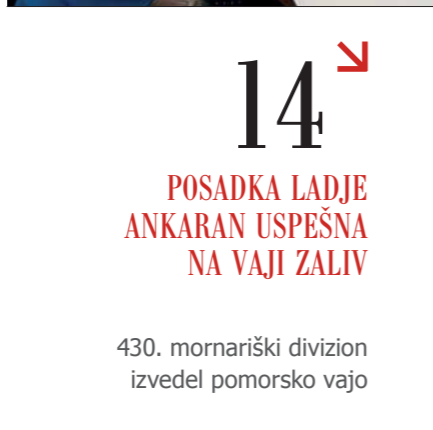 14
POSADKA LADJE
ANKARAN USPEŠNA
NA VAJI ZALIV
430. mornariški divizion
izvedel pomorsko vajo